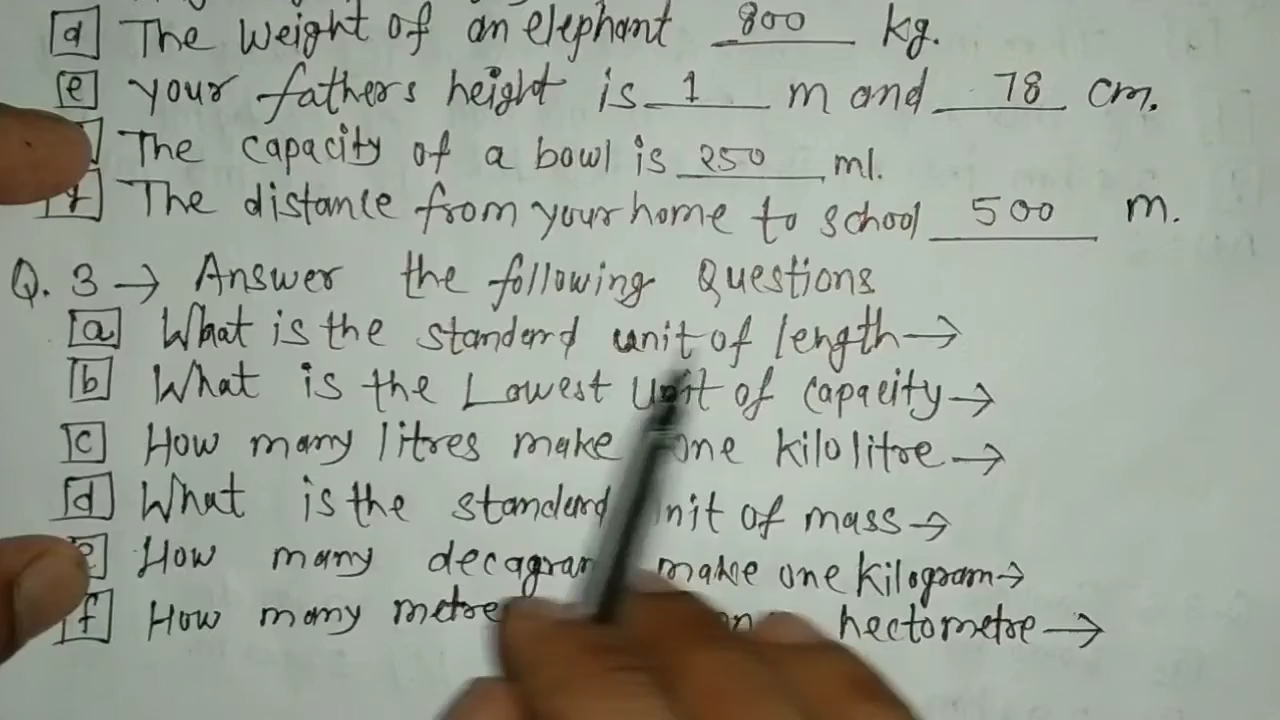 [d] The weight of an elephant 800 kg.
[e] your fathers height is 1 m and 78 cm.
The capacity of a bowl is 250 ml.
The distance from your home to school 500 m.
Q. 3 → Answer the following Questions
[a] What is the standard unit of length →
[b] What is the Lowest Unit of capacity →
[c] How many litres make one kilolitre →
[d] What is the standard unit of mass →
[e] How many decagram make one kilogram →
[f] How many metre hectometre →